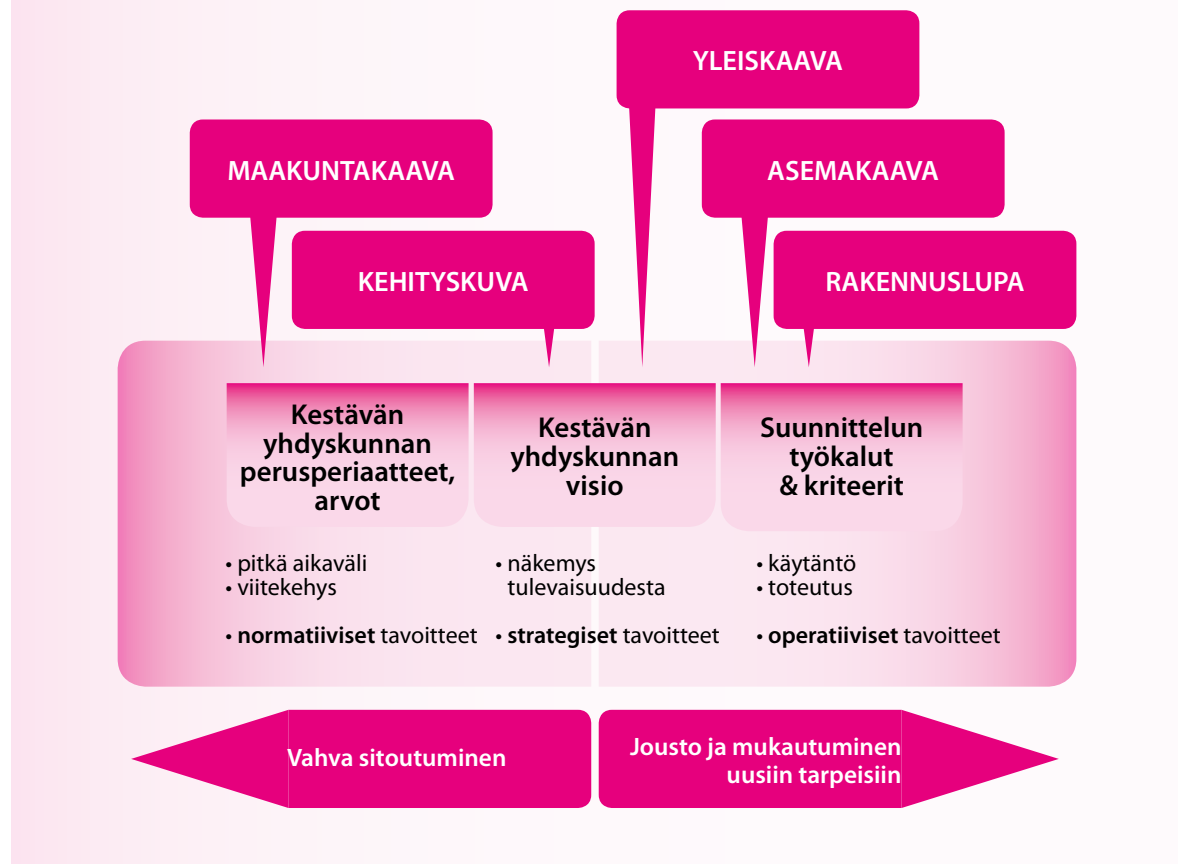 YLEISKAAVA
MAAKUNTAKAAVA
ASEMAKAAVA
KEHITYSKUVA
RAKENNUSLUPA
Kestävän
yhdyskunnan
perusperiaatteet,
arvot
• pitkä aikaväli
• viitekehys
• normatiiviset tavoitteet
Kestävän
yhdyskunnan
visio
• näkemys
tulevaisuudesta
• strategiset tavoitteet
Suunnittelun
työkalut
& kriteerit
• käytäntö
• toteutus
• operatiiviset tavoitteet
Vahva sitoutuminen
Jousto ja mukautuminen
uusiin tarpeisiin